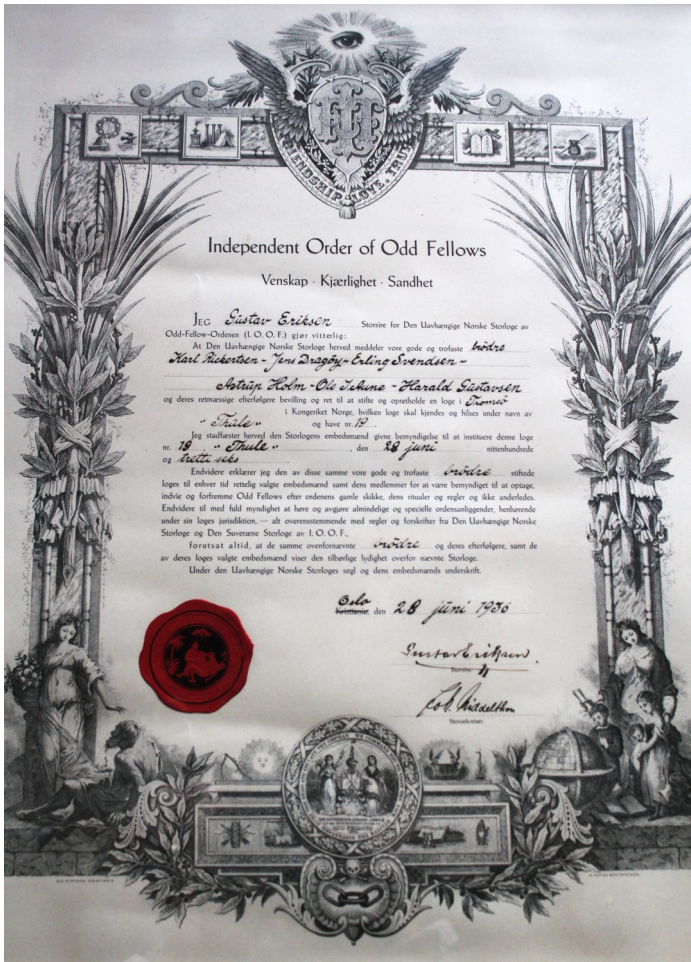 FRIENDSHIP, LOVE, TRUTH
Independent Order of Odd Fellows
Venskap · Kjærlighet · Sandhet
JEG Gustav Eriksen Storsire for Den Uavhængige Norske Storloge av
Odd-Fellow-Ordenen (I. O. O. F.) gjør vitterlig:
At Den Uavhængige Norske Storloge herved meddeler vore gode og trofaste brödre
Karl Rickertsen - Jens Dragöy - Erling Svendsen -
Astrup Holm - Ole T. Aune - Harald Gustavsen
og deres retmæssige efterfølgere bevilling og ret til at stifte og opretholde en loge i Tromsö
i Kongeriket Norge, hvilken loge skal kjendes og hilses under navn av
" Thule " og have nr. 19
Jeg stadfæster herved den Storlogens embedsmænd givne bemyndigelse til at instituere denne loge
nr. 19 " Thule " , den 28 juni nittenhundrede
og tretti seks
Endvidere erklærer jeg den av disse samme vore gode og trofaste brödre stiftede
loges til enhver tid rettelig valgte embedsmænd samt dens medlemmer for at være bemyndiget til at optage,
indvie og forfremme Odd Fellows efter ordenens gamle skikke, dens ritualer og regler og ikke anderledes.
Endvidere til med fuld myndighet at høre og avgjøre almindelige og specielle ordensanliggender, henhørende
under sin loges jurisdiktion, — alt overensstemmende med regler og forskrifter fra Den Uavhængige Norske
Storloge og Den Suveræne Storloge av I. O. O. F.,
forutsat altid, at de samme ovenfornævnte brödre og deres efterfølgere, samt de
av deres loges valgte embedsmænd viser den tilbørlige lydighet overfor nævnte Storloge.
Under den Uavhængige Norske Storloges segl og dens embedsmænds underskrift.
Oslo
Kristiania, den 28 juni 1936
Gustav Eriksen.
Storsire.
Storsekretær.